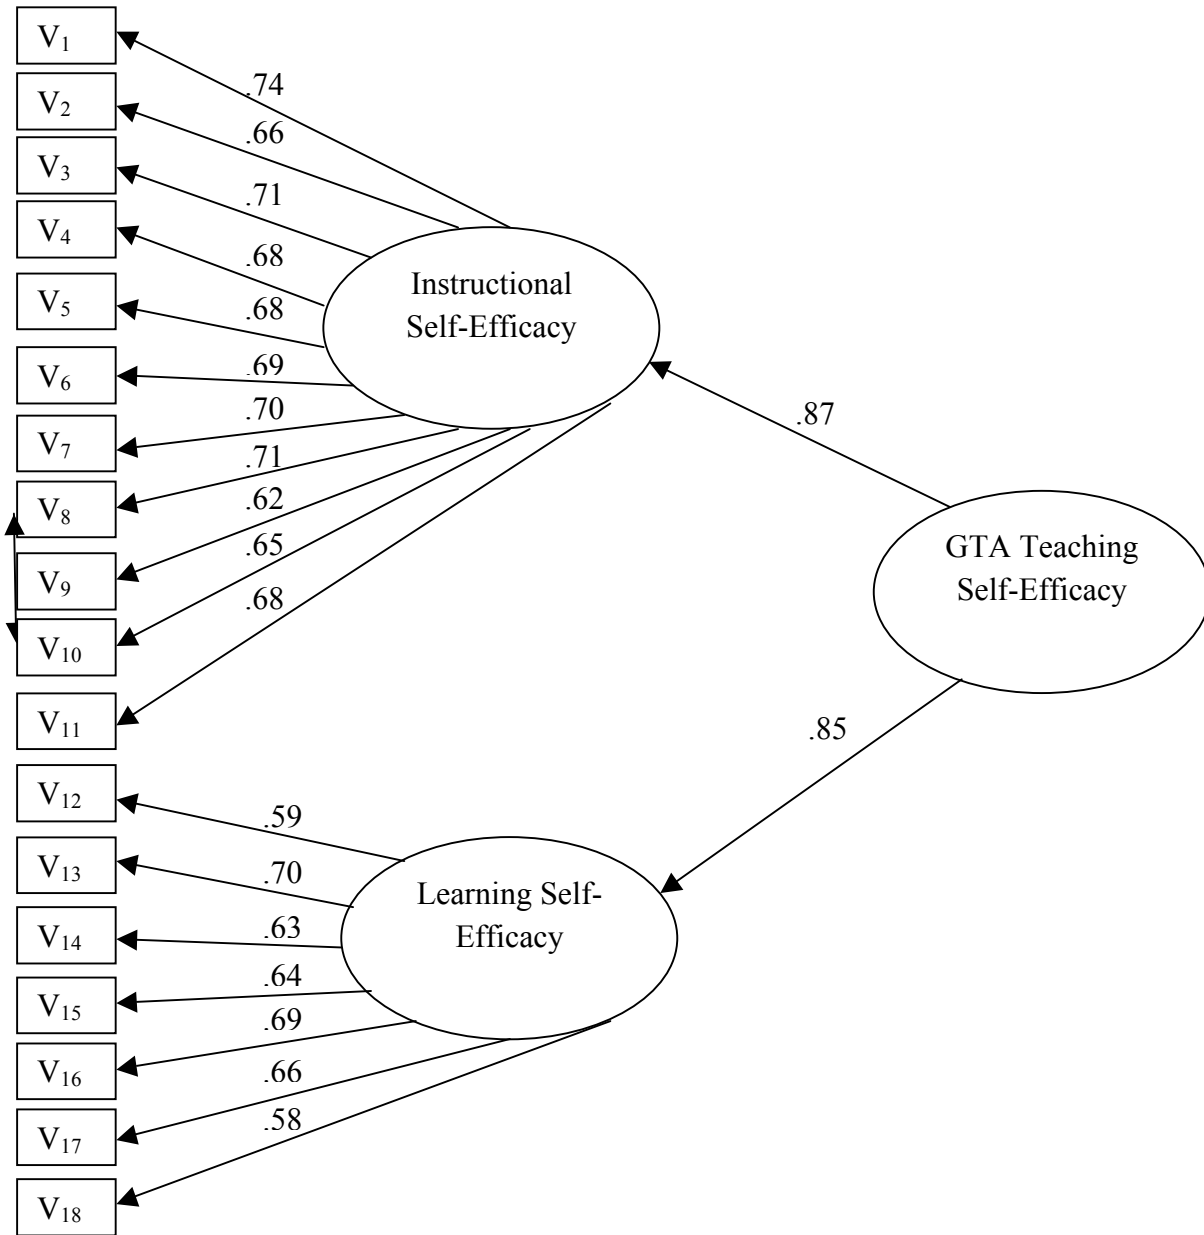 V₁
.74
V₂
.66
V₃
.71
V₄
.68
Instructional
Self-Efficacy
V₅
.68
V₆
.69
V₇
.70
.87
V₈
.71
V₉
.62
GTA Teaching
Self-Efficacy
V₁₀
.65
V₁₁
.68
.85
V₁₂
.59
V₁₃
.70
Learning Self-
Efficacy
V₁₄
.63
V₁₅
.64
V₁₆
.69
V₁₇
.66
V₁₈
.58